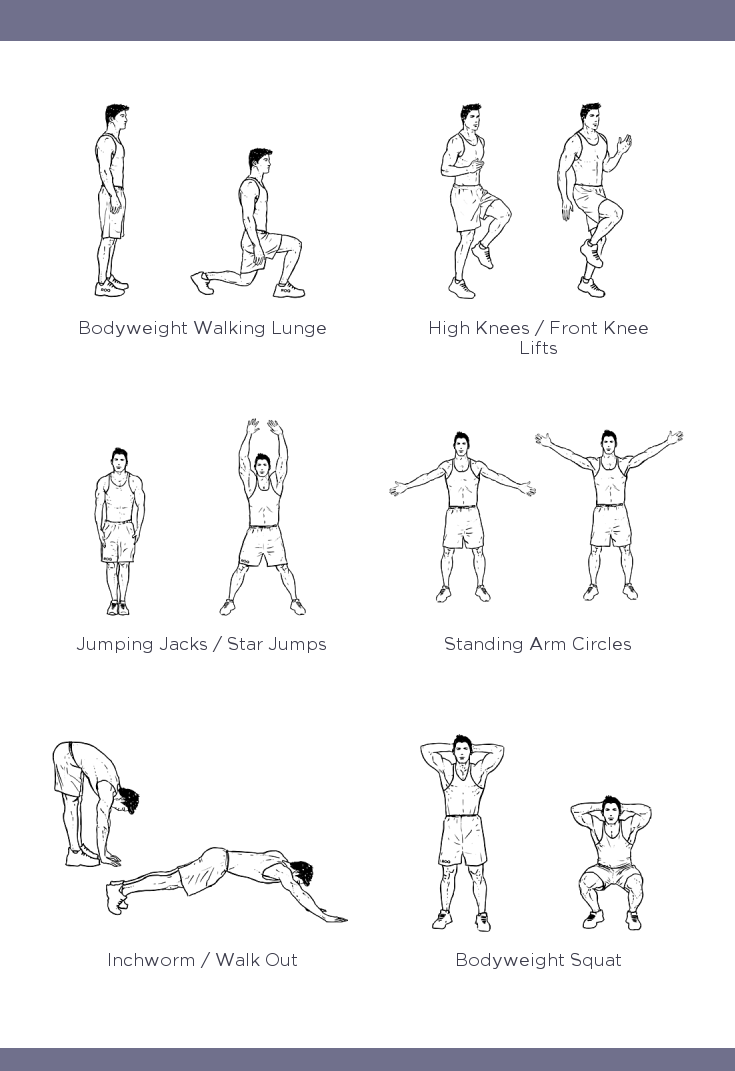 Bodyweight Walking Lunge
High Knees / Front Knee
Lifts
Jumping Jacks / Star Jumps
Standing Arm Circles
Inchworm / Walk Out
Bodyweight Squat